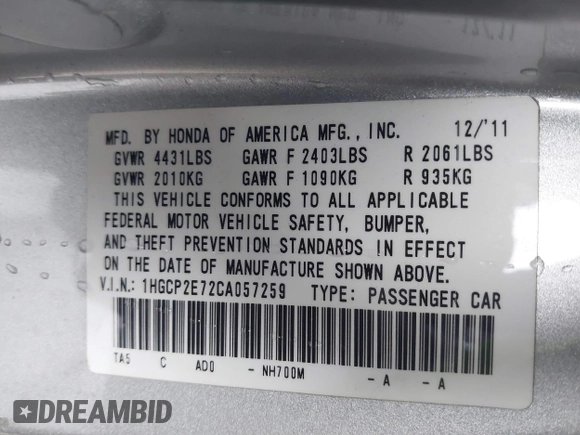 MFD. BY HONDA OF AMERICA MFG., INC. 12/'11
GVWR 4431LBS GAWR F 2403LBS R 2061LBS
GVWR 2010KG GAWR F 1090KG R 935KG
THIS VEHICLE CONFORMS TO ALL APPLICABLE
FEDERAL MOTOR VEHICLE SAFETY, BUMPER,
AND THEFT PREVENTION STANDARDS IN EFFECT
ON THE DATE OF MANUFACTURE SHOWN ABOVE.
V.I.N.: 1HGCP2E72CA057259 TYPE: PASSENGER CAR
TA5 C AD0 - NH700M - A - A
DREAMBID